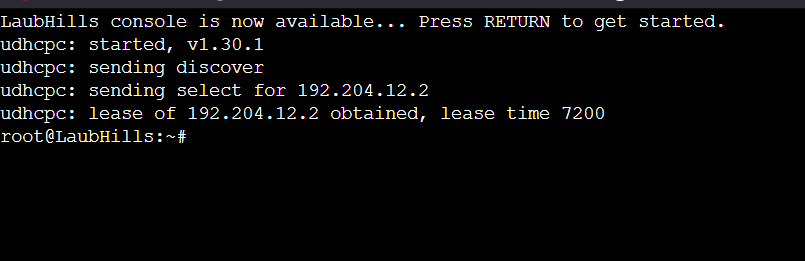 LaubHills console is now available... Press RETURN to get started.
udhcpc: started, v1.30.1
udhcpc: sending discover
udhcpc: sending select for 192.204.12.2
udhcpc: lease of 192.204.12.2 obtained, lease time 7200
root@LaubHills:~#